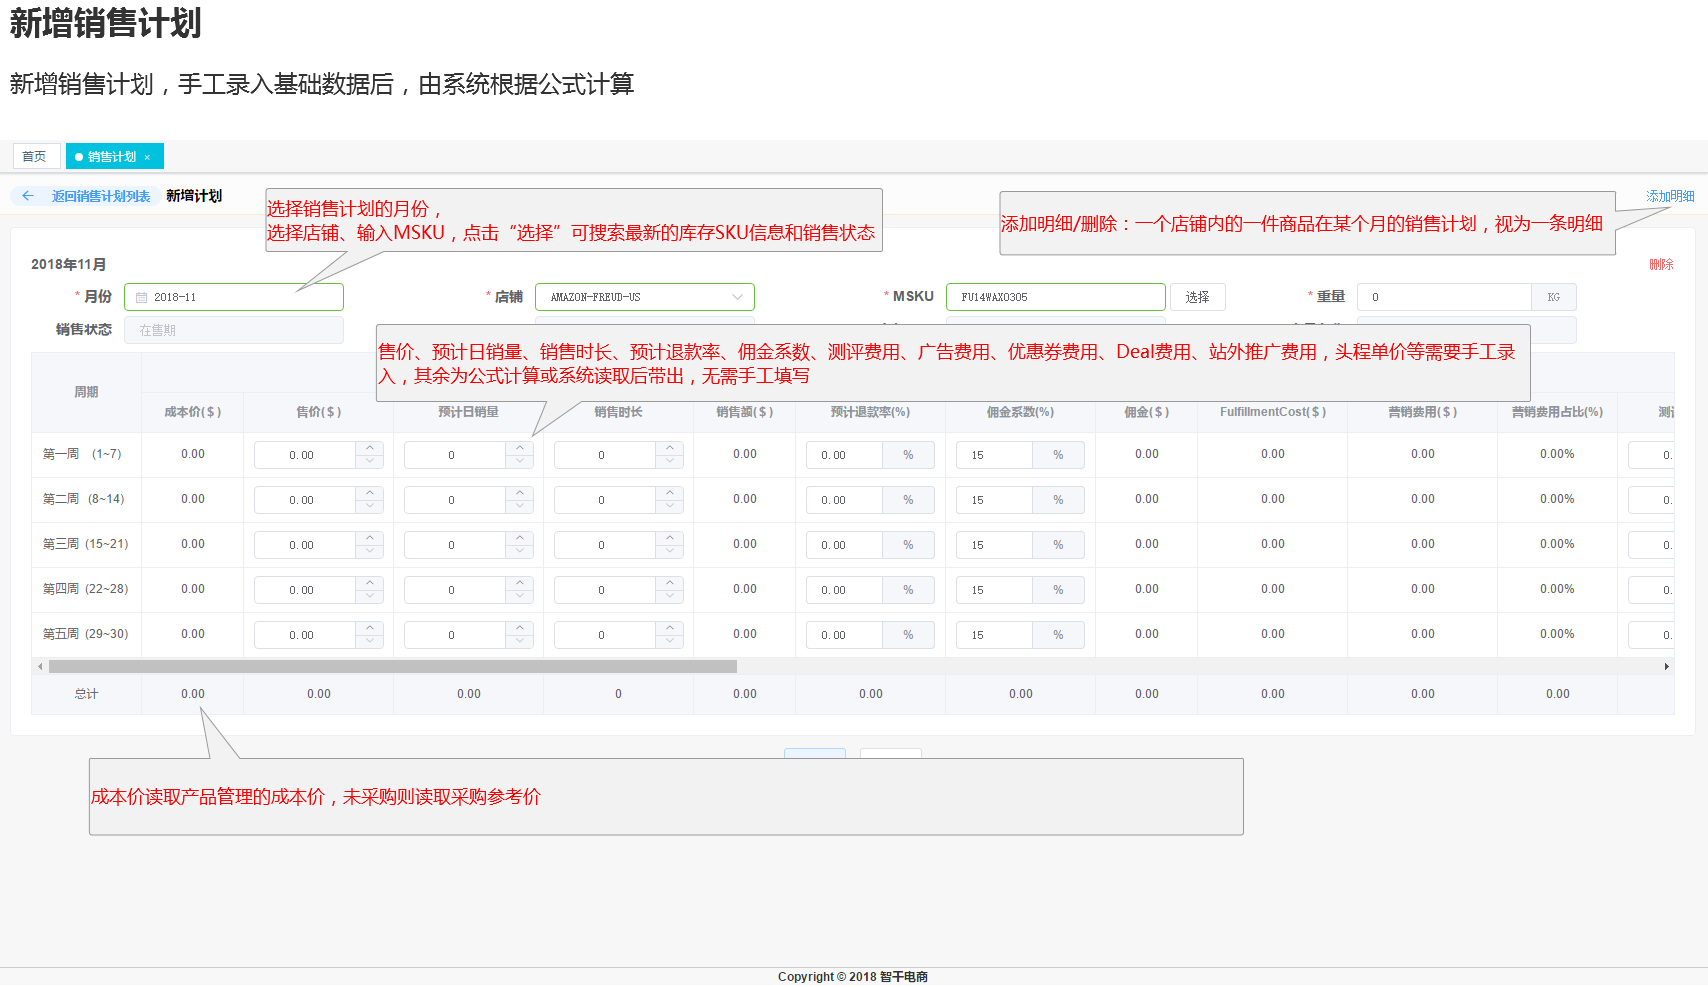 新增销售计划
新增销售计划，手工录入基础数据后，由系统根据公式计算
首页 销售计划 ×
返回销售计划列表 新增计划 添加明细
选择销售计划的月份，
选择店铺、输入MSKU，点击“选择”可搜索最新的库存SKU信息和销售状态
添加明细/删除：一个店铺内的一件商品在某个月的销售计划，视为一条明细
2018年11月 删除
* 月份 2018-11 * 店铺 AMAZON-FREUD-US * MSKU FU14WAX0305 选择 * 重量 0 KG
销售状态 在售期
售价、预计日销量、销售时长、预计退款率、佣金系数、测评费用、广告费用、优惠券费用、Deal费用、站外推广费用，头程单价等需要手工录
入，其余为公式计算或系统读取后带出，无需手工填写
周期 成本价($) 售价($) 预计日销量 销售时长 销售额($) 预计退款率(%) 佣金系数(%) 佣金($) FulfillmentCost($) 营销费用($) 营销费用占比(%)
第一周 (1~7) 0.00 0.00 0 0 0.00 0.00 % 15 % 0.00 0.00 0.00 0.00% 0.
第二周 (8~14) 0.00 0.00 0 0 0.00 0.00 % 15 % 0.00 0.00 0.00 0.00% 0.
第三周 (15~21) 0.00 0.00 0 0 0.00 0.00 % 15 % 0.00 0.00 0.00 0.00% 0.
第四周 (22~28) 0.00 0.00 0 0 0.00 0.00 % 15 % 0.00 0.00 0.00 0.00% 0.
第五周 (29~30) 0.00 0.00 0 0 0.00 0.00 % 15 % 0.00 0.00 0.00 0.00% 0.
总计 0.00 0.00 0.00 0 0.00 0.00 0.00 0.00 0.00 0.00 0.00
成本价读取产品管理的成本价，未采购则读取采购参考价
Copyright © 2018 智千电商